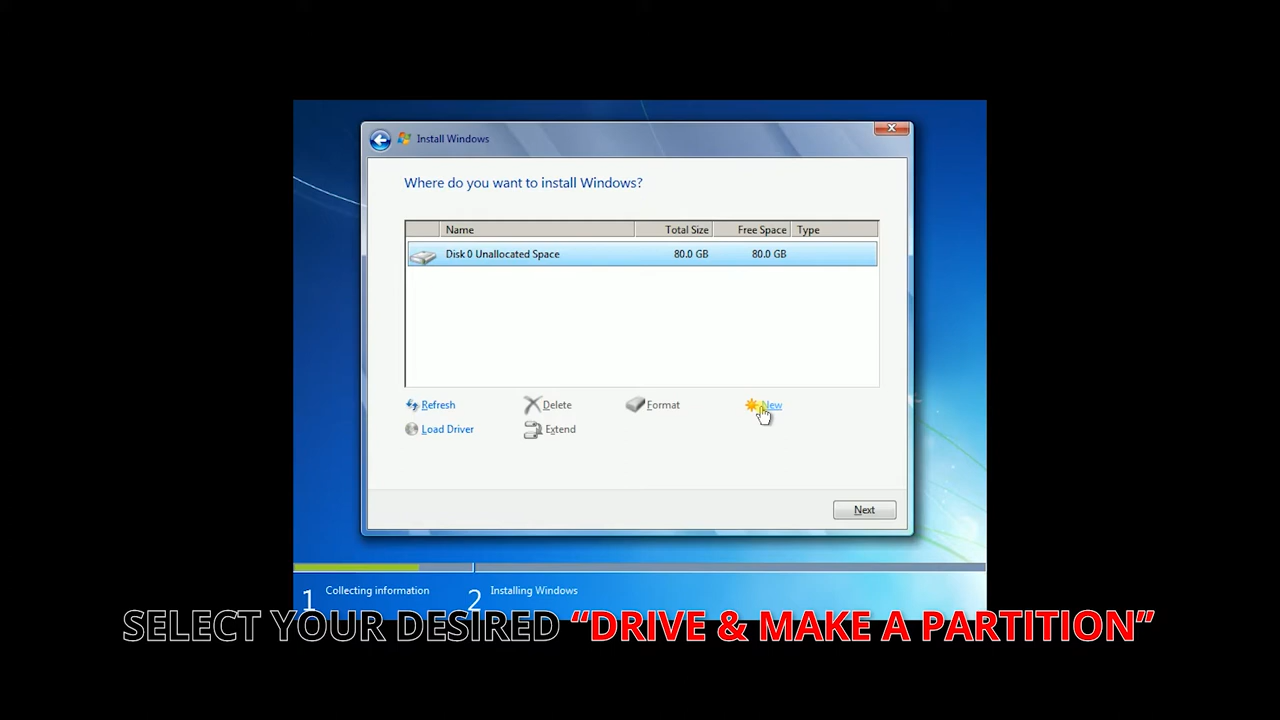 Install Windows
Where do you want to install Windows?
Name Total Size Free Space Type
Disk 0 Unallocated Space 80.0 GB 80.0 GB
Refresh Delete Format New
Load Driver Extend
Next
1 Collecting information 2 Installing Windows
SELECT YOUR DESIRED “DRIVE & MAKE A PARTITION”